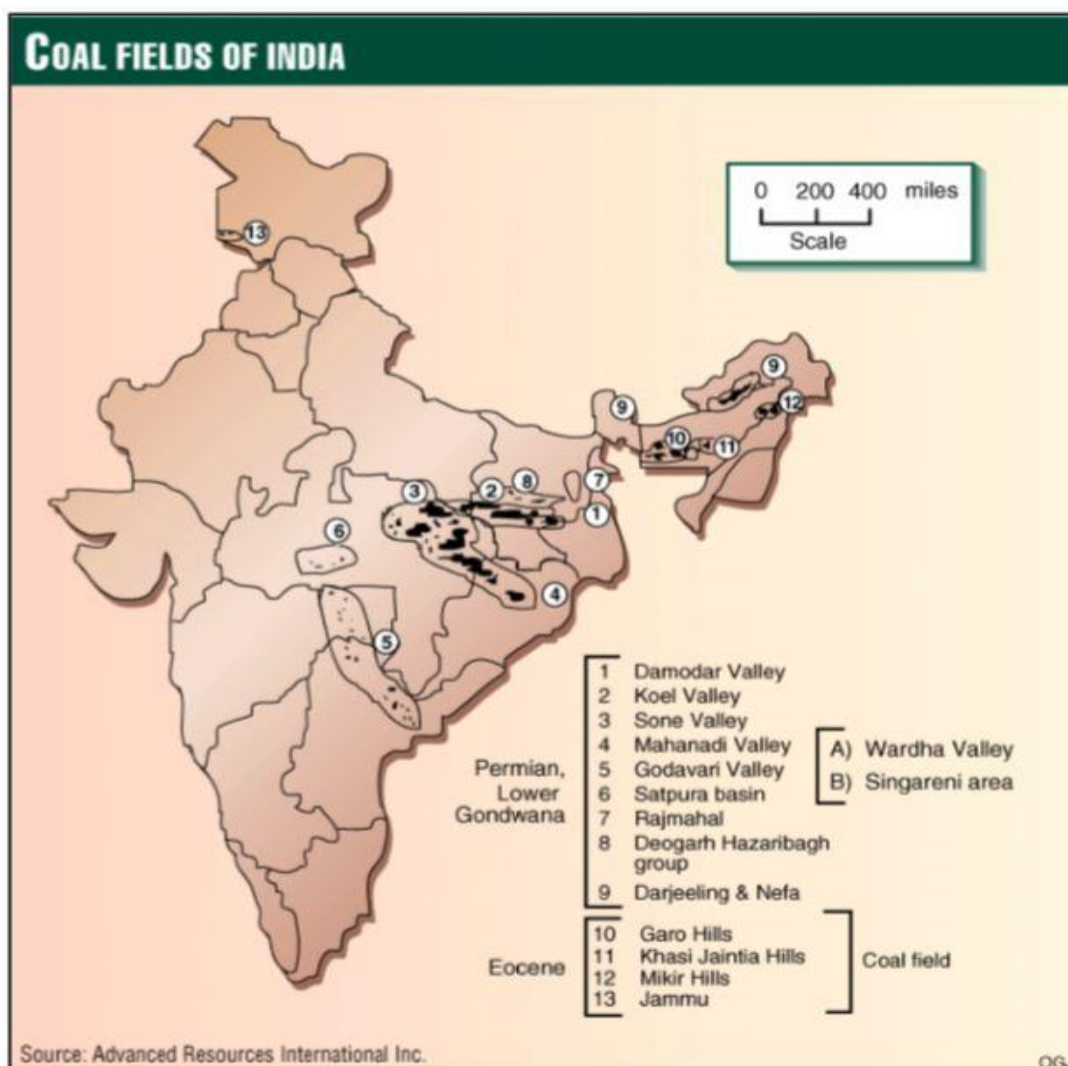 COAL FIELDS OF INDIA
0 200 400 miles
Scale
13
9
9
12
10
11
7
8
2
3
1
6
4
5
Permian,
Lower
Gondwana
1 Damodar Valley
2 Koel Valley
3 Sone Valley
4 Mahanadi Valley
5 Godavari Valley
6 Satpura basin
7 Rajmahal
8 Deogarh Hazaribagh
group
9 Darjeeling & Nefa
A) Wardha Valley
B) Singareni area
Eocene
10 Garo Hills
11 Khasi Jaintia Hills
12 Mikir Hills
13 Jammu
Coal field
Source: Advanced Resources International Inc.